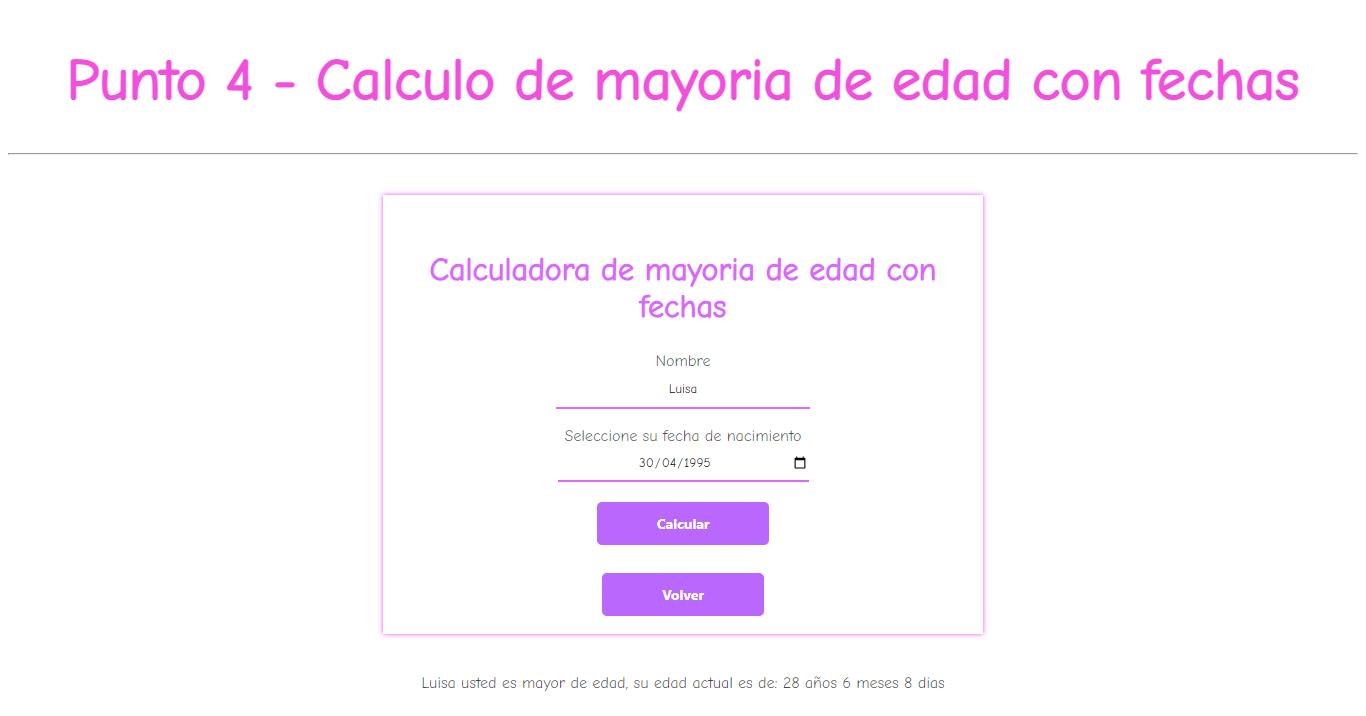 Punto 4 - Calculo de mayoria de edad con fechas
Calculadora de mayoria de edad con
fechas
Nombre
Luisa
Seleccione su fecha de nacimiento
30/04/1995
Calcular
Volver
Luisa usted es mayor de edad, su edad actual es de: 28 años 6 meses 8 dias